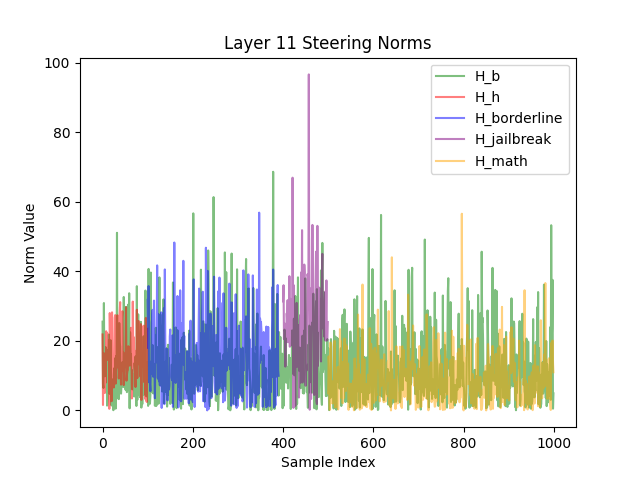 Layer 11 Steering Norms
100
80
60
40
20
0
Norm Value
H_b
H_h
H_borderline
H_jailbreak
H_math
0 200 400 600 800 1000
Sample Index